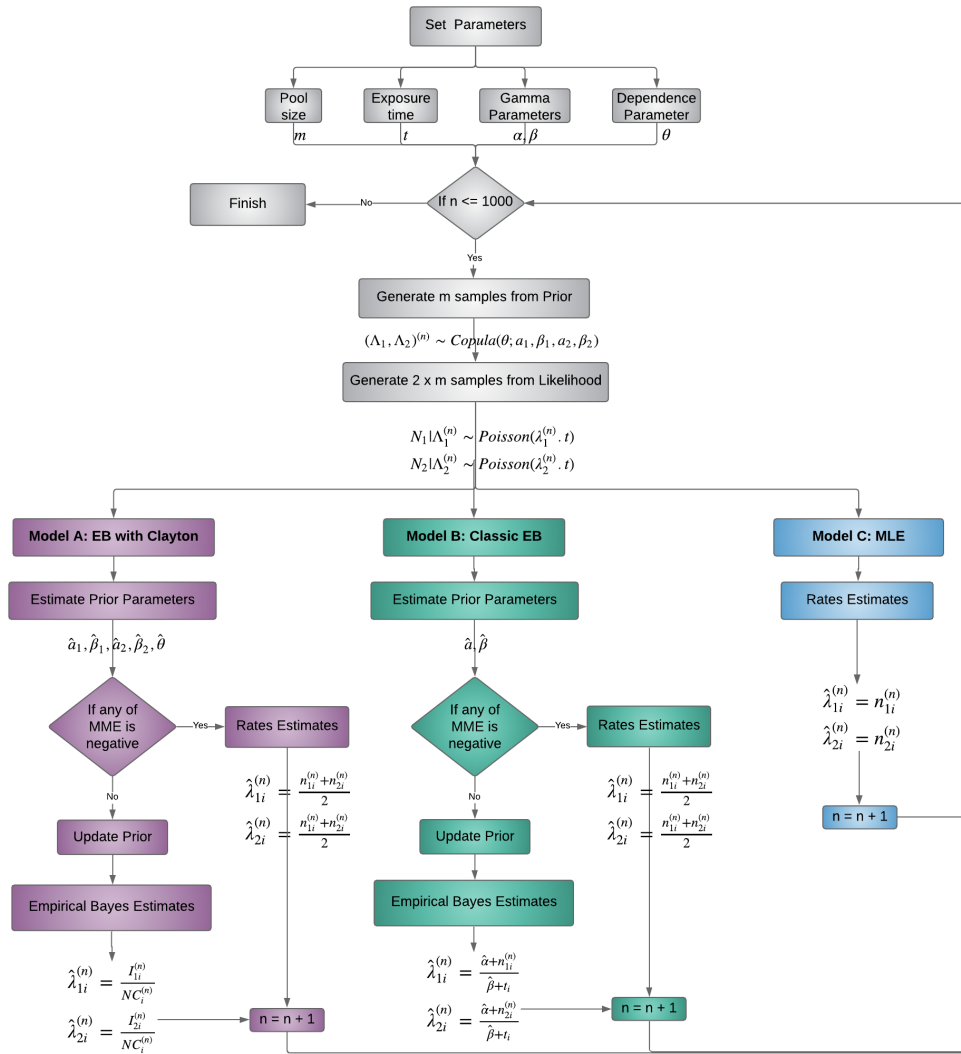 Set Parameters
Pool
size
Exposure
time
Gamma
Parameters
Dependence
Parameter
m
t
α, β
θ
If n <= 1000
No
Finish
Yes
Generate m samples from Prior
(Λ₁, Λ₂)⁽ⁿ⁾ ~ Copula(θ; a₁, β₁, a₂, β₂)
Generate 2 x m samples from Likelihood
N₁|Λ₁⁽ⁿ⁾ ~ Poisson(λ₁⁽ⁿ⁾. t)
N₂|Λ₂⁽ⁿ⁾ ~ Poisson(λ₂⁽ⁿ⁾. t)
Model A: EB with Clayton
Estimate Prior Parameters
â₁, β̂₁, â₂, β̂₂, θ̂
If any of
MME is
negative
Yes
Rates Estimates
λ̂₁ᵢ⁽ⁿ⁾ = (n₁ᵢ⁽ⁿ⁾+n₂ᵢ⁽ⁿ⁾)/2
λ̂₂ᵢ⁽ⁿ⁾ = (n₁ᵢ⁽ⁿ⁾+n₂ᵢ⁽ⁿ⁾)/2
No
Update Prior
Empirical Bayes Estimates
λ̂₁ᵢ⁽ⁿ⁾ = I₁ᵢ⁽ⁿ⁾/NCᵢ⁽ⁿ⁾
λ̂₂ᵢ⁽ⁿ⁾ = I₂ᵢ⁽ⁿ⁾/NCᵢ⁽ⁿ⁾
n = n + 1
Model B: Classic EB
Estimate Prior Parameters
â, β̂
If any of
MME is
negative
Yes
Rates Estimates
λ̂₁ᵢ⁽ⁿ⁾ = (n₁ᵢ⁽ⁿ⁾+n₂ᵢ⁽ⁿ⁾)/2
λ̂₂ᵢ⁽ⁿ⁾ = (n₁ᵢ⁽ⁿ⁾+n₂ᵢ⁽ⁿ⁾)/2
No
Update Prior
Empirical Bayes Estimates
λ̂₁ᵢ⁽ⁿ⁾ = (α̂+n₁ᵢ⁽ⁿ⁾)/(β̂+tᵢ)
λ̂₂ᵢ⁽ⁿ⁾ = (α̂+n₂ᵢ⁽ⁿ⁾)/(β̂+tᵢ)
n = n + 1
Model C: MLE
Rates Estimates
λ̂₁ᵢ⁽ⁿ⁾ = n₁ᵢ⁽ⁿ⁾
λ̂₂ᵢ⁽ⁿ⁾ = n₂ᵢ⁽ⁿ⁾
n = n + 1